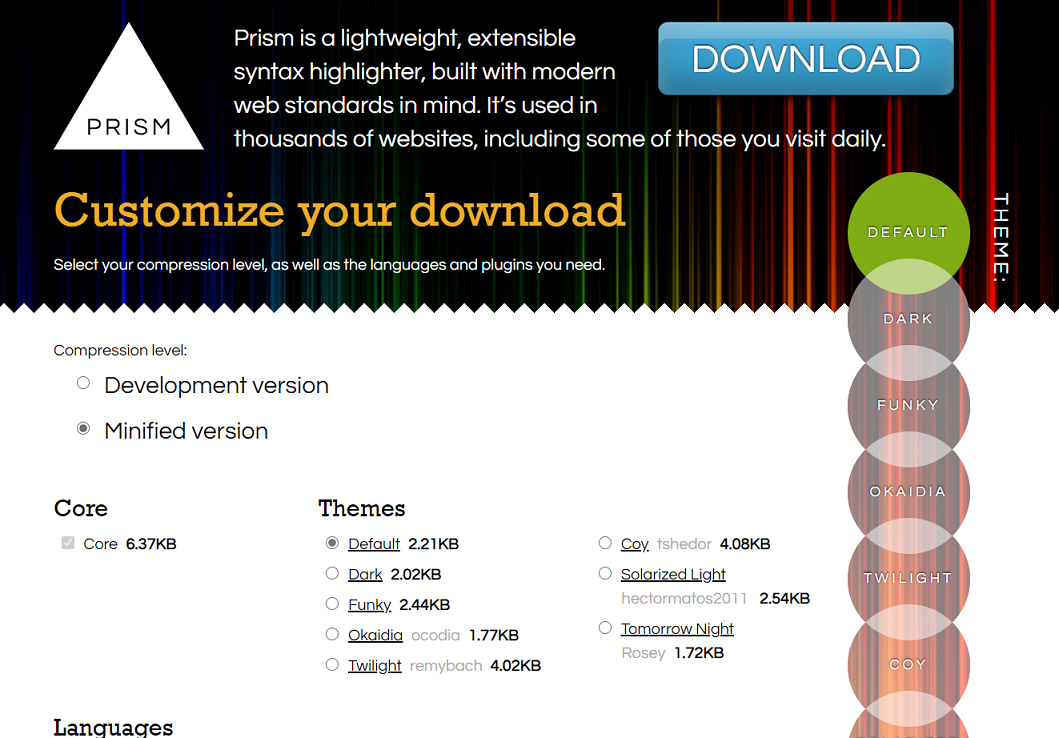 PRISM
Prism is a lightweight, extensible
syntax highlighter, built with modern
web standards in mind. It’s used in
thousands of websites, including some of those you visit daily.
DOWNLOAD
Customize your download
Select your compression level, as well as the languages and plugins you need.
THEME:
DEFAULT
DARK
FUNKY
OKAIDIA
TWILIGHT
COY
Compression level:
Development version
Minified version
Core
Core 6.37KB
Themes
Default 2.21KB
Dark 2.02KB
Funky 2.44KB
Okaidia ocodia 1.77KB
Twilight remybach 4.02KB
Coy tshedor 4.08KB
Solarized Light
hectormatos2011 2.54KB
Tomorrow Night
Rosey 1.72KB
Languages